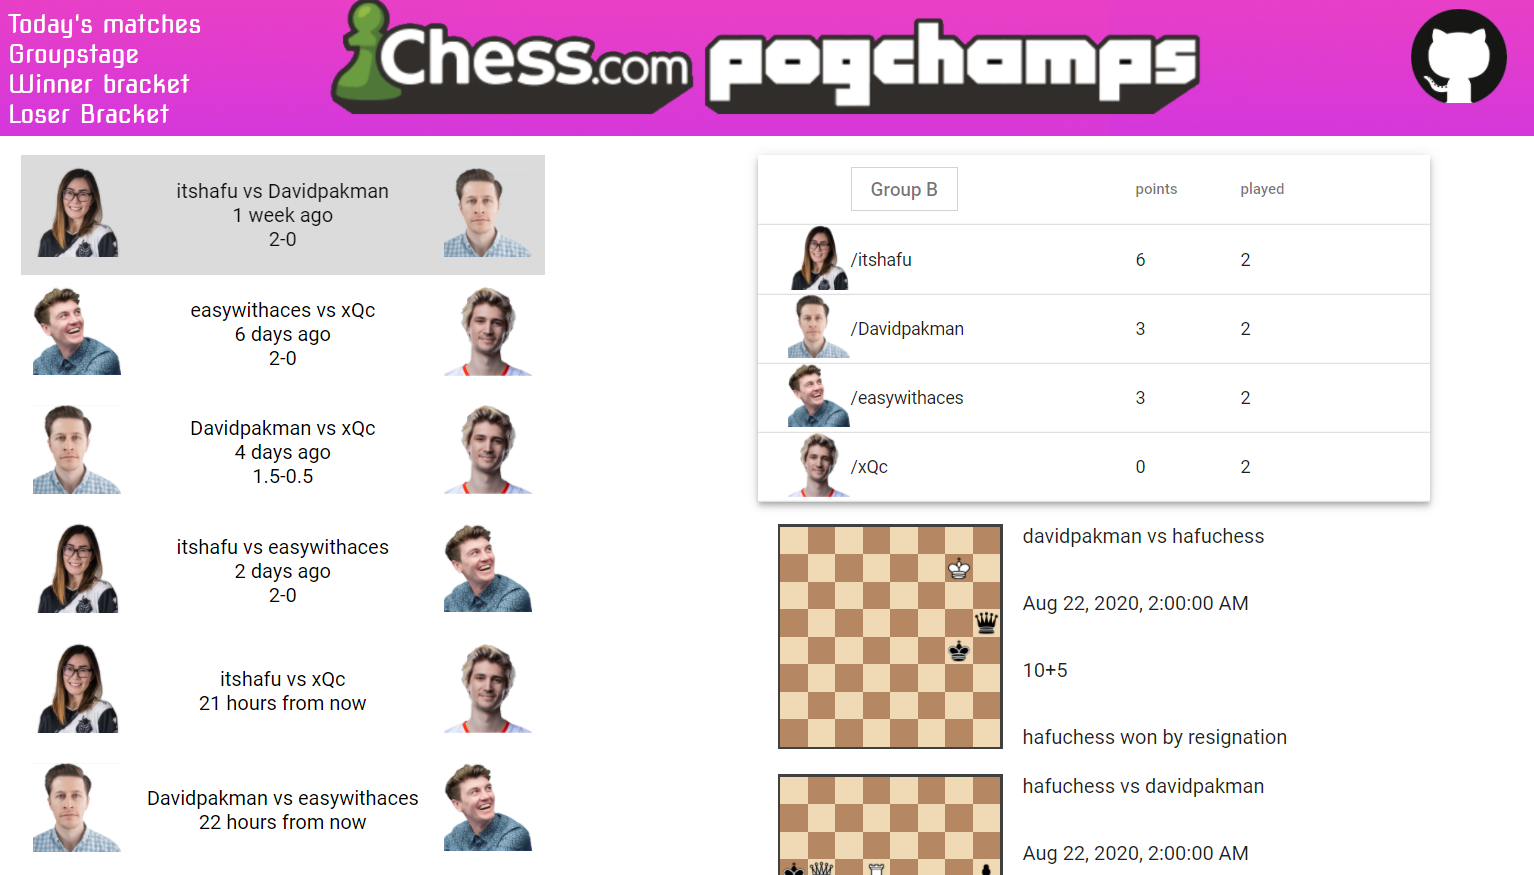 Today's matches
Groupstage
Winner bracket
Loser Bracket
Chess.com pogchamps
itshafu vs Davidpakman
1 week ago
2-0
easywithaces vs xQc
6 days ago
2-0
Davidpakman vs xQc
4 days ago
1.5-0.5
itshafu vs easywithaces
2 days ago
2-0
itshafu vs xQc
21 hours from now
Davidpakman vs easywithaces
22 hours from now
Group B points played
/itshafu 6 2
/Davidpakman 3 2
/easywithaces 3 2
/xQc 0 2
davidpakman vs hafuchess
Aug 22, 2020, 2:00:00 AM
10+5
hafuchess won by resignation
hafuchess vs davidpakman
Aug 22, 2020, 2:00:00 AM